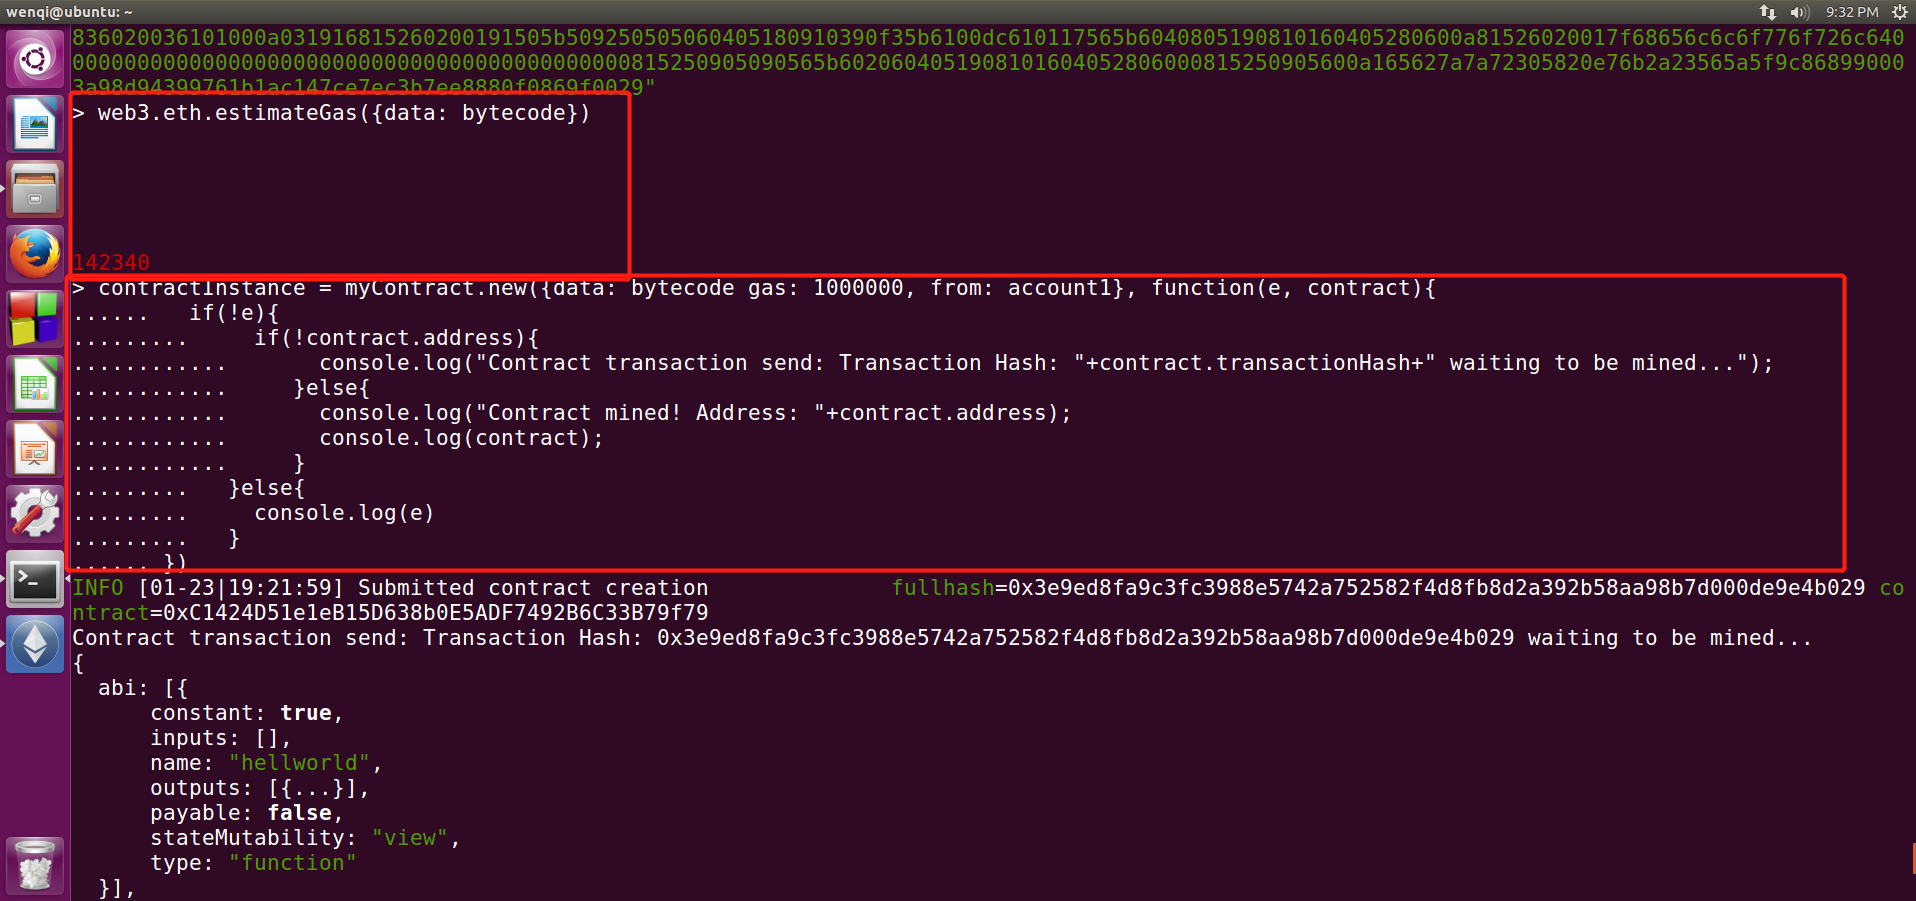 wenqi@ubuntu: ~
9:32 PM
836020036101000a031916815260200191505b509250505060405180910390f35b6100dc610117565b6040805190810160405280600a81526020017f68656c6c6f776f726c640
0000000000000000000000000000000000000000000815250905090565b602060405190810160405280600081525090560​0a165627a7a72305820e76b2a23565a5f9c86899000
3a98d94399761b1ac147ce7ec3b7ee8880f0869f0029"
> web3.eth.estimateGas({data: bytecode})
142340
> contractInstance = myContract.new({data: bytecode gas: 1000000, from: account1}, function(e, contract){
...... if(!e){
......... if(!contract.address){
............ console.log("Contract transaction send: Transaction Hash: "+contract.transactionHash+" waiting to be mined...");
............ }else{
............ console.log("Contract mined! Address: "+contract.address);
............ console.log(contract);
............ }
......... }else{
......... console.log(e)
......... }
...... })
INFO [01-23|19:21:59] Submitted contract creation fullhash=0x3e9ed8fa9c3fc3988e5742a752582f4d8fb8d2a392b58aa98b7d000de9e4b029 co
ntract=0xC1424D51e1eB15D638b0E5ADF7492B6C33B79f79
Contract transaction send: Transaction Hash: 0x3e9ed8fa9c3fc3988e5742a752582f4d8fb8d2a392b58aa98b7d000de9e4b029 waiting to be mined...
{
abi: [{
constant: true,
inputs: [],
name: "hellworld",
outputs: [{...}],
payable: false,
stateMutability: "view",
type: "function"
}],